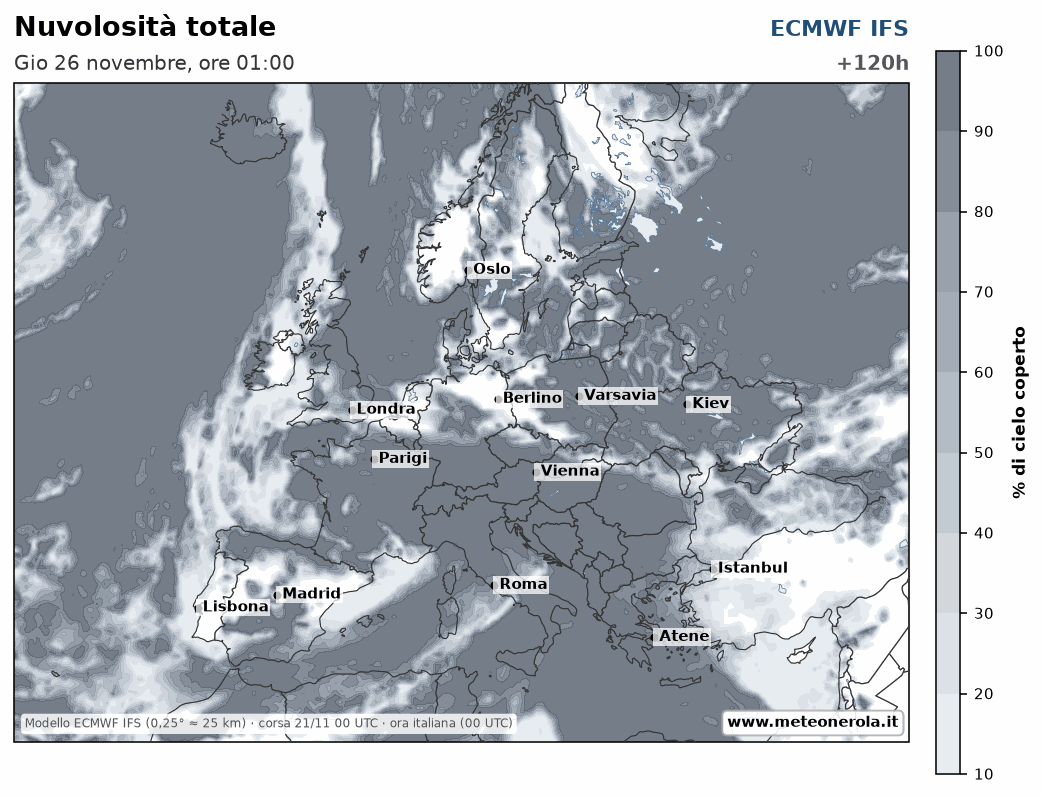 Nuvolosità totale
ECMWF IFS
Gio 26 novembre, ore 01:00
+120h
100
90
80
70
60
50
40
30
20
10
% di cielo coperto
Oslo
Londra
Berlino
Varsavia
Kiev
Parigi
Vienna
Istanbul
Roma
Madrid
Lisbona
Atene
Modello ECMWF IFS (0,25° ≈ 25 km) · corsa 21/11 00 UTC · ora italiana (00 UTC)
www.meteonerola.it